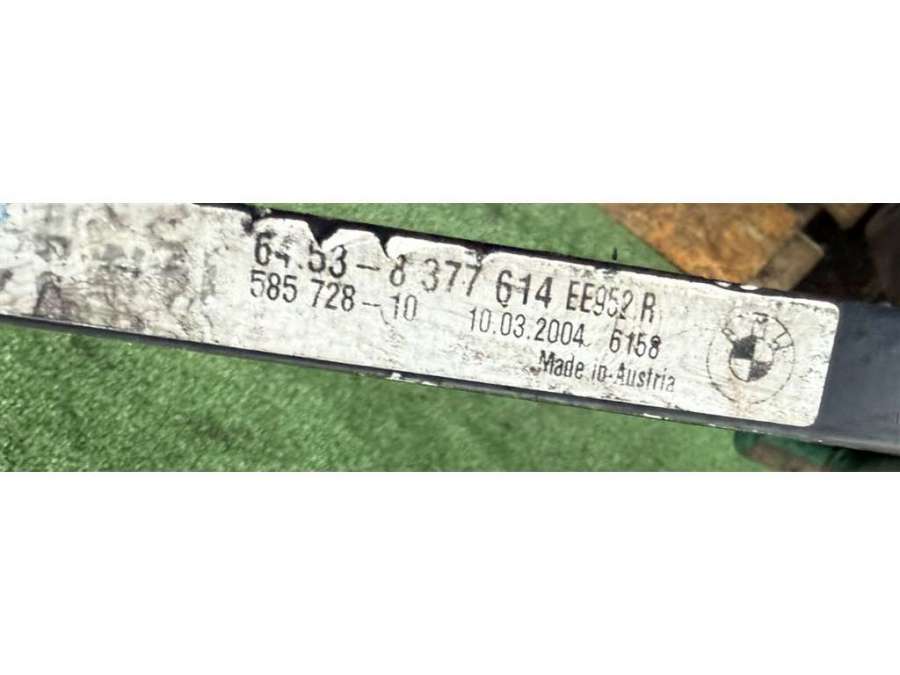 64.53-8 377 614 EE952 R
585 728-10 10.03.2004 6158
Made in Austria